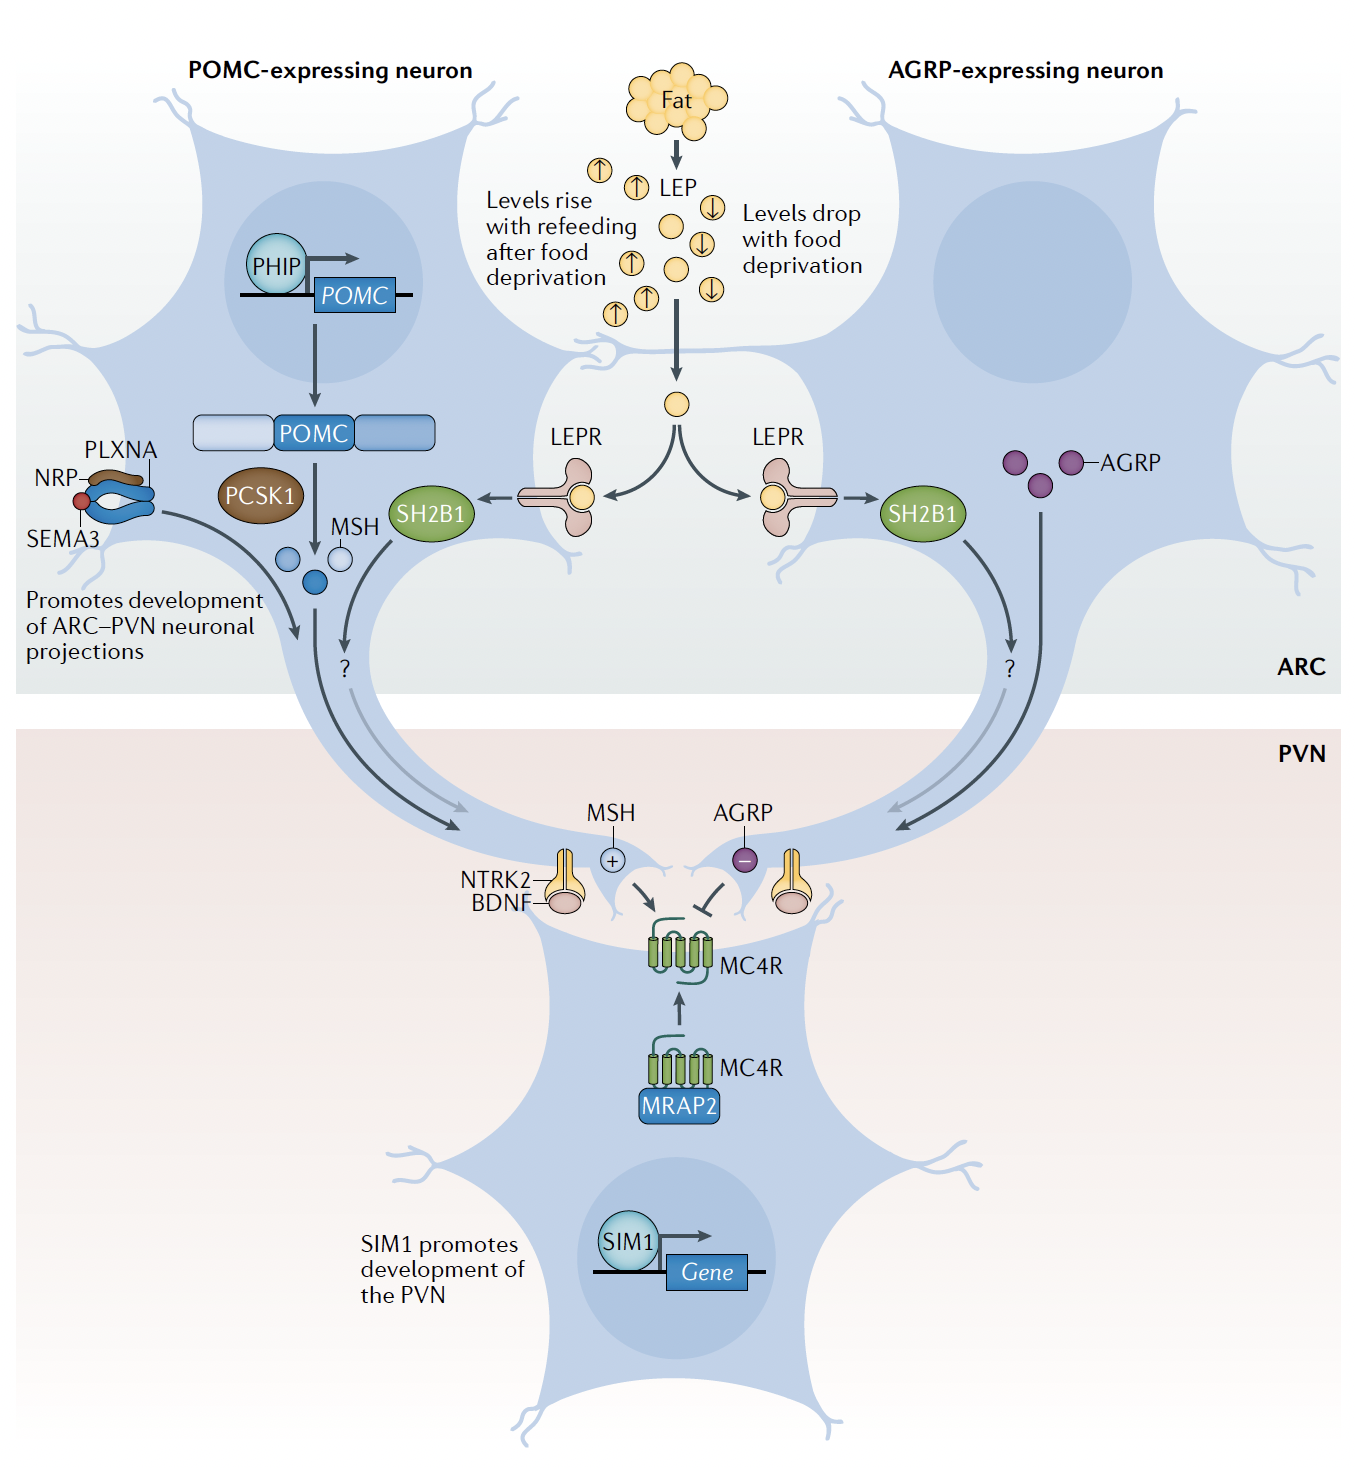 POMC-expressing neuron
AGRP-expressing neuron
Fat
LEP
Levels rise
with refeeding
after food
deprivation
Levels drop
with food
deprivation
PHIP
POMC
POMC
PLXNA
NRP
SEMA3
PCSK1
MSH
SH2B1
LEPR
LEPR
SH2B1
AGRP
Promotes development
of ARC–PVN neuronal
projections
?
?
ARC
PVN
MSH
AGRP
+
−
NTRK2
BDNF
MC4R
MC4R
MRAP2
SIM1 promotes
development of
the PVN
SIM1
Gene